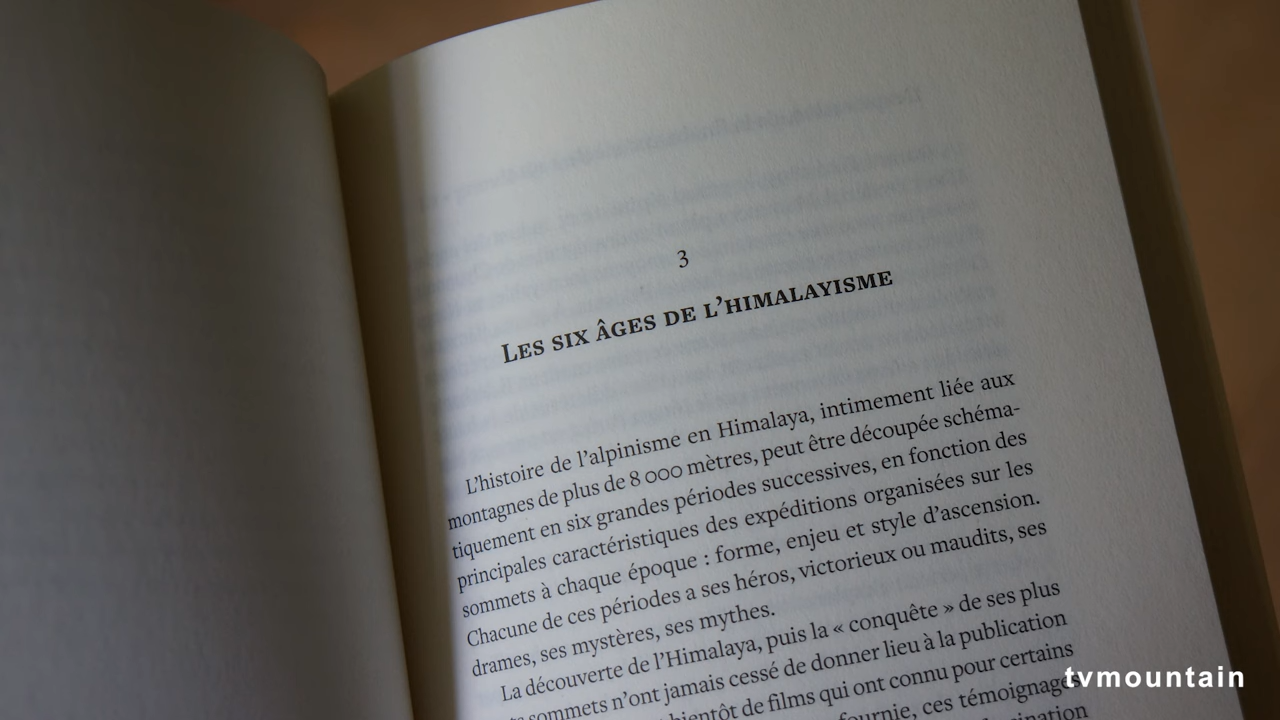 3
Les six âges de l’himalayisme
L’histoire de l’alpinisme en Himalaya, intimement liée aux
montagnes de plus de 8 000 mètres, peut être découpée schéma-
tiquement en six grandes périodes successives, en fonction des
principales caractéristiques des expéditions organisées sur les
sommets à chaque époque : forme, enjeu et style d’ascension.
Chacune de ces périodes a ses héros, victorieux ou maudits, ses
drames, ses mystères, ses mythes.
La découverte de l’Himalaya, puis la « conquête » de ses plus
sommets n’ont jamais cessé de donner lieu à la publication
bientôt de films qui ont connu pour certains
fournie, ces témoignages
tvmountain